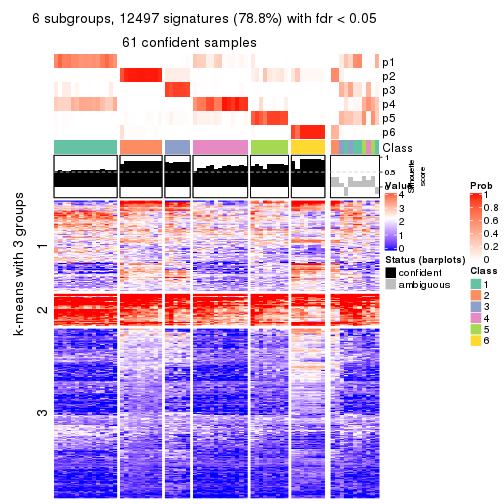 6 subgroups, 12497 signatures (78.8%) with fdr < 0.05
61 confident samples
p1
p2
p3
p4
p5
p6
Class
1
0.5
0
Silhouette
score
k-means with 3 groups
1
2
3
Value
4
3
2
1
0
Status (barplots)
confident
ambiguous
Prob
1
0.8
0.6
0.4
0.2
0
Class
1
2
3
4
5
6